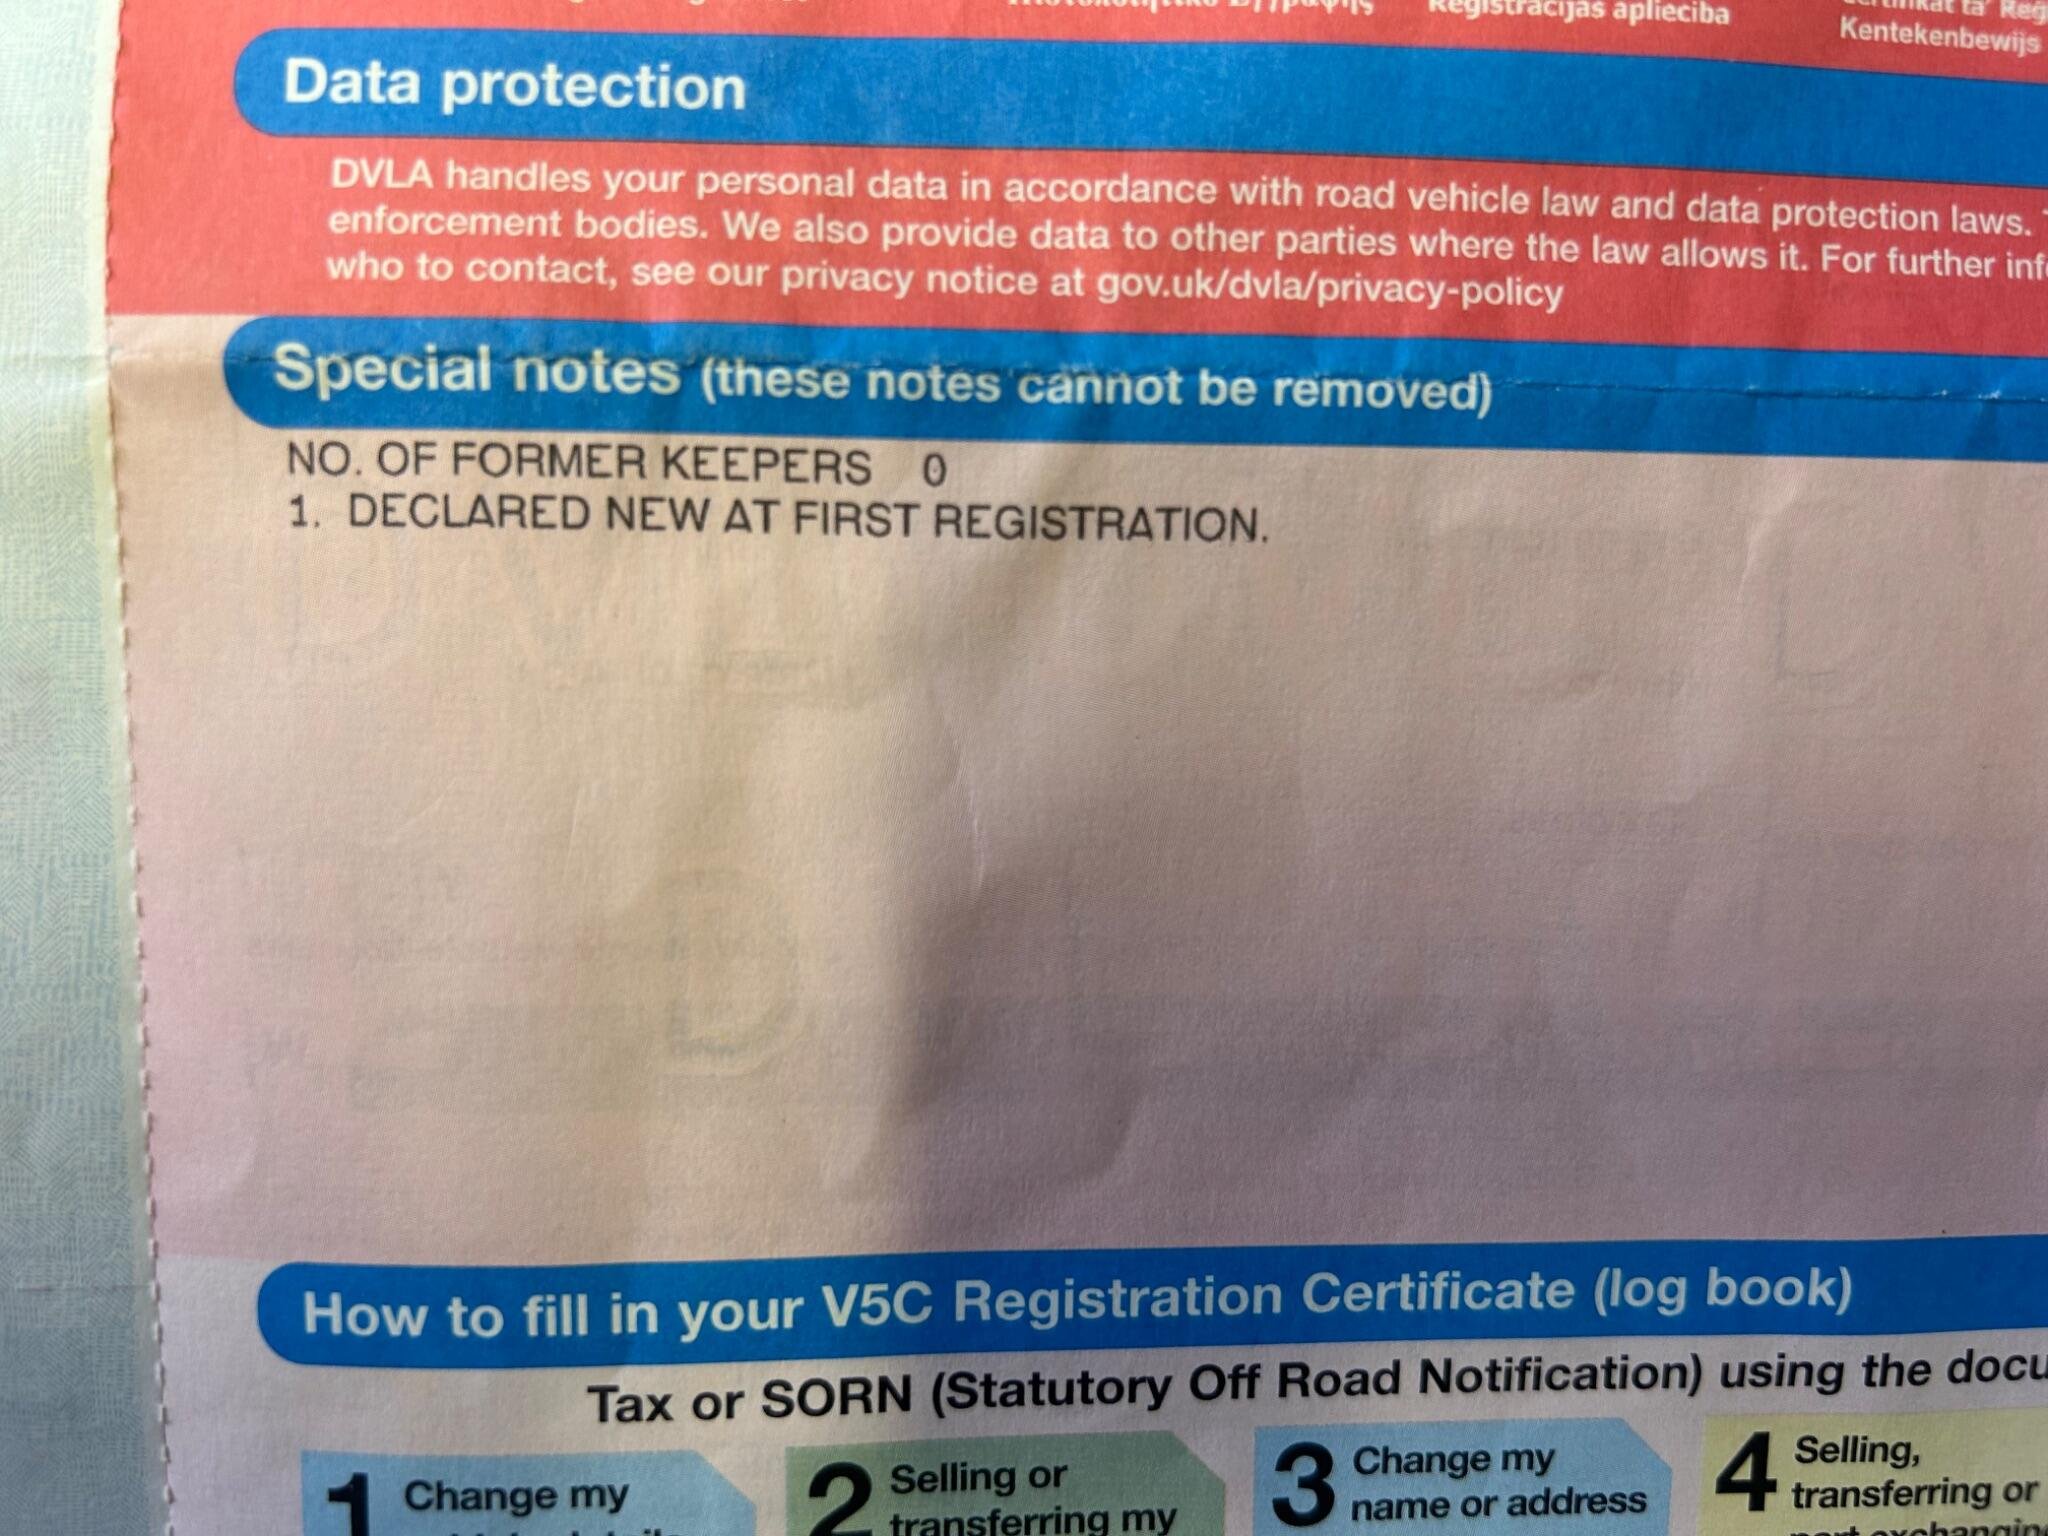 Registrācijas apliecība
Kentekenbewijs
Data protection
DVLA handles your personal data in accordance with road vehicle law and data protection laws.
enforcement bodies. We also provide data to other parties where the law allows it. For further
who to contact, see our privacy notice at gov.uk/dvla/privacy-policy
Special notes (these notes cannot be removed)
NO. OF FORMER KEEPERS 0
1. DECLARED NEW AT FIRST REGISTRATION.
How to fill in your V5C Registration Certificate (log book)
Tax or SORN (Statutory Off Road Notification) using the
1 Change my
2 Selling or
transferring my
3 Change my
name or address
4 Selling,
transferring or